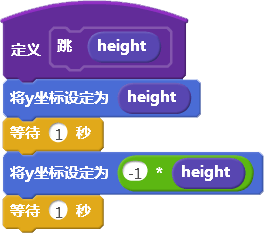 定义 跳 height
将y坐标设定为 height
等待 1 秒
将y坐标设定为 -1 * height
等待 1 秒